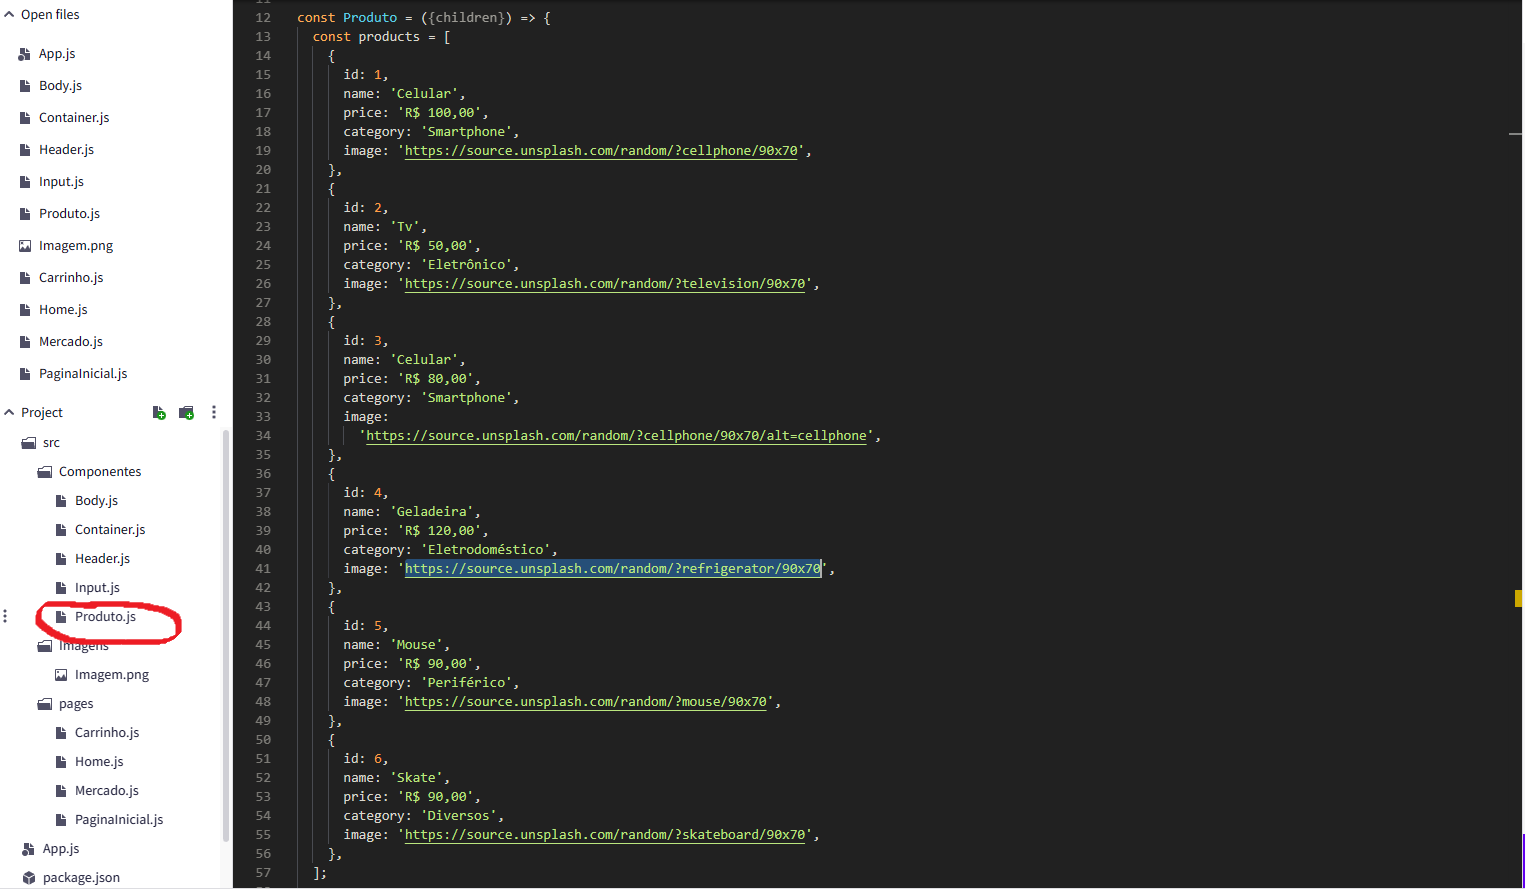 Open files
App.js
Body.js
Container.js
Header.js
Input.js
Produto.js
Imagem.png
Carrinho.js
Home.js
Mercado.js
PaginaInicial.js
Project
src
Componentes
Body.js
Container.js
Header.js
Input.js
Produto.js
Imagens
Imagem.png
pages
Carrinho.js
Home.js
Mercado.js
PaginaInicial.js
App.js
package.json
12 const Produto = ({children}) => {
13 const products = [
14 {
15 id: 1,
16 name: 'Celular',
17 price: 'R$ 100,00',
18 category: 'Smartphone',
19 image: 'https://source.unsplash.com/random/?cellphone/90x70',
20 },
21 {
22 id: 2,
23 name: 'Tv',
24 price: 'R$ 50,00',
25 category: 'Eletrônico',
26 image: 'https://source.unsplash.com/random/?television/90x70',
27 },
28 {
29 id: 3,
30 name: 'Celular',
31 price: 'R$ 80,00',
32 category: 'Smartphone',
33 image:
34 'https://source.unsplash.com/random/?cellphone/90x70/alt=cellphone',
35 },
36 {
37 id: 4,
38 name: 'Geladeira',
39 price: 'R$ 120,00',
40 category: 'Eletrodoméstico',
41 image: 'https://source.unsplash.com/random/?refrigerator/90x70',
42 },
43 {
44 id: 5,
45 name: 'Mouse',
46 price: 'R$ 90,00',
47 category: 'Periférico',
48 image: 'https://source.unsplash.com/random/?mouse/90x70',
49 },
50 {
51 id: 6,
52 name: 'Skate',
53 price: 'R$ 90,00',
54 category: 'Diversos',
55 image: 'https://source.unsplash.com/random/?skateboard/90x70',
56 },
57 ];